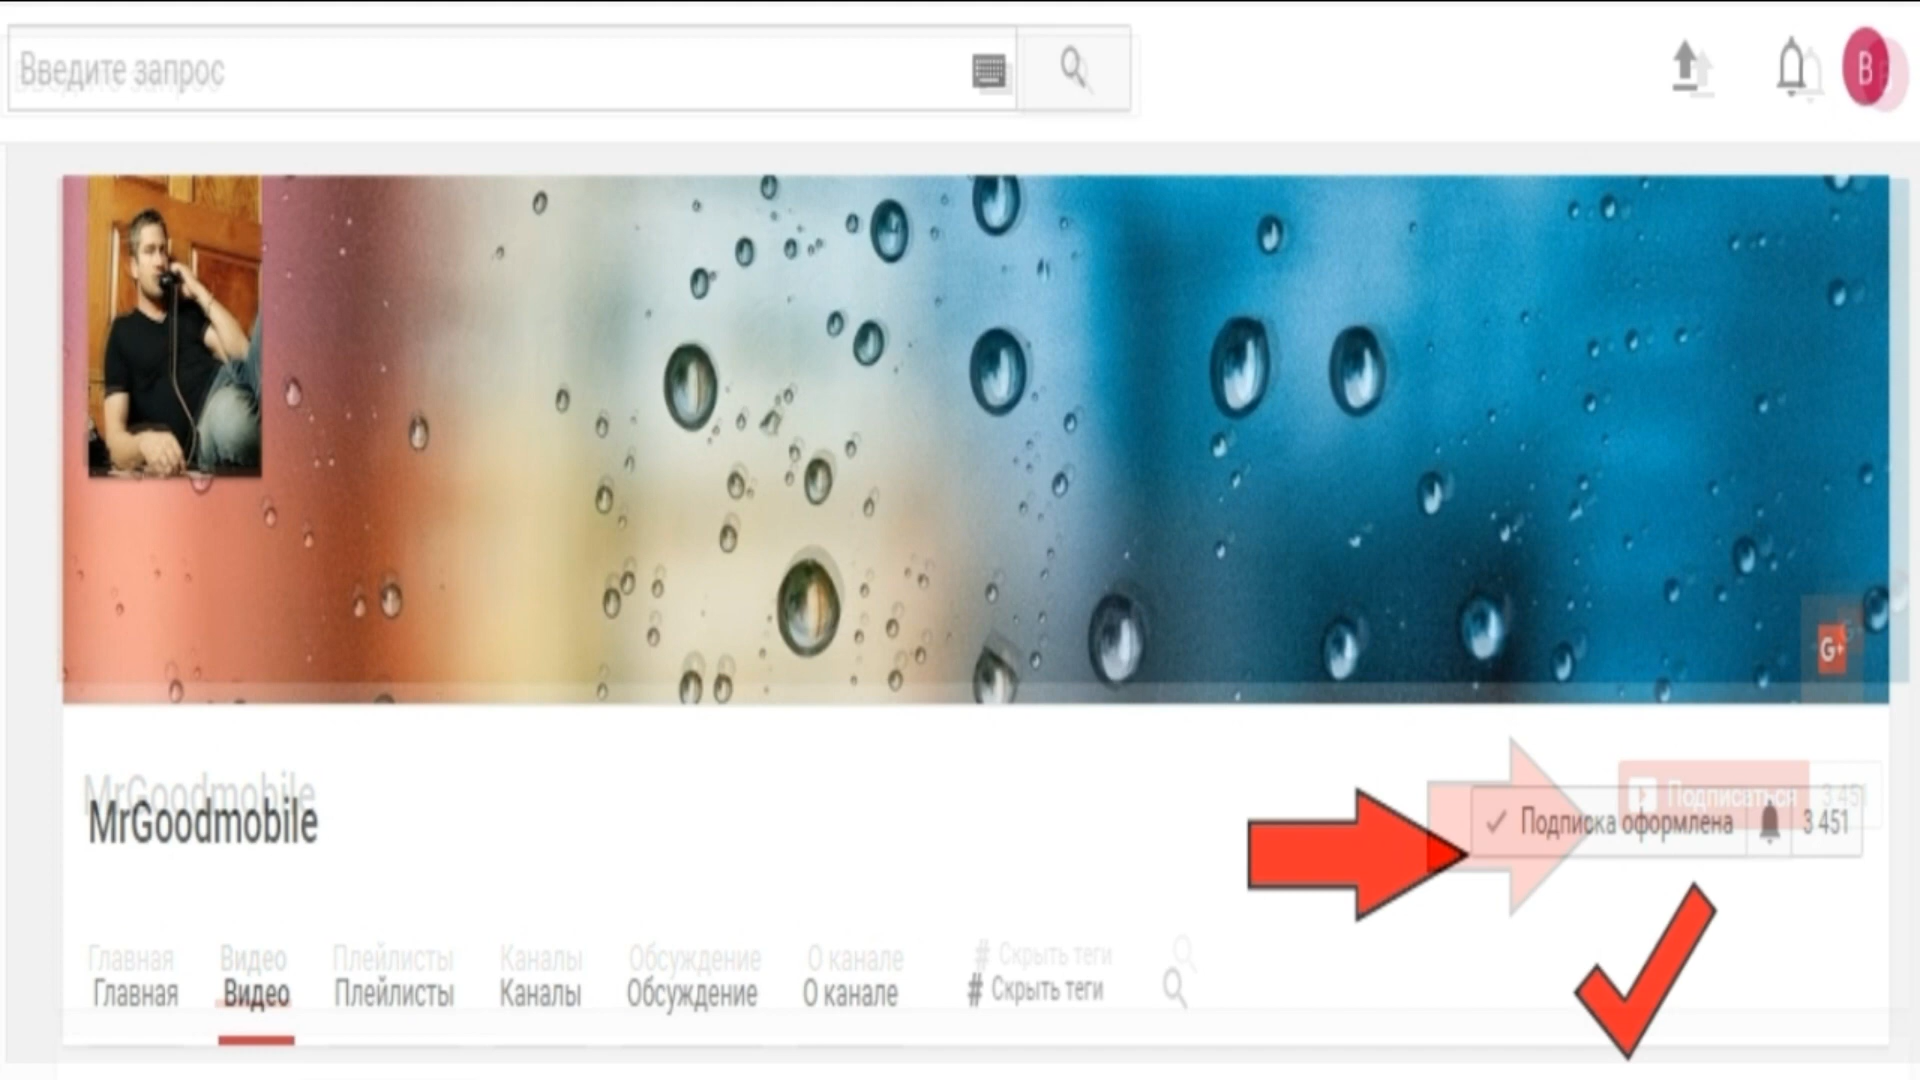 Введите запрос
B
G+
MrGoodmobile
MrGoodmobile
Подписаться 3 451
Подписка оформлена 3 451
Главная Видео Плейлисты Каналы Обсуждение О канале # Скрыть теги
Главная Видео Плейлисты Каналы Обсуждение О канале # Скрыть теги